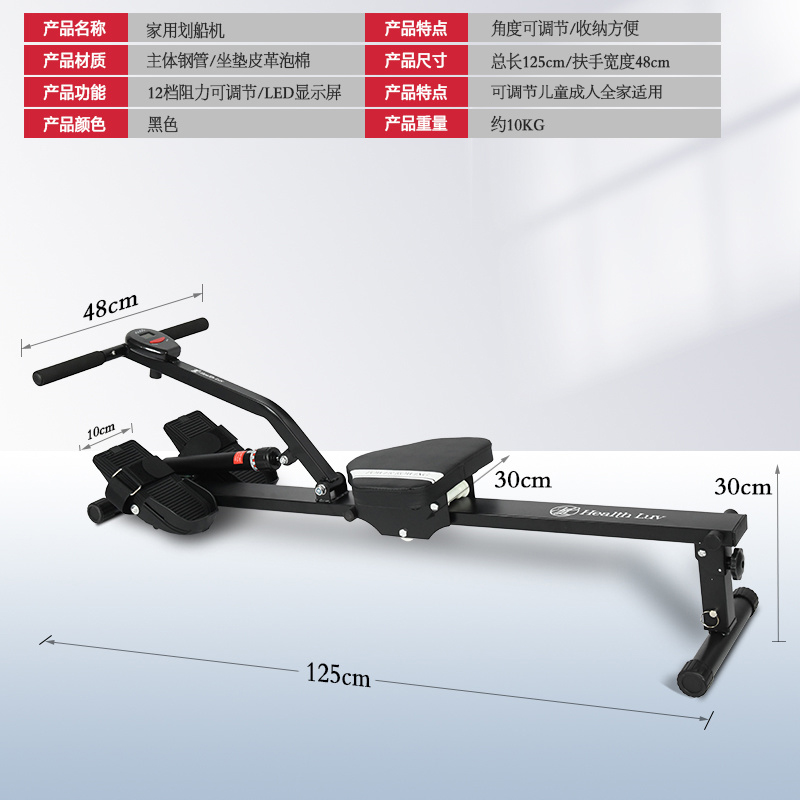 产品名称 家用划船机 产品特点 角度可调节/收纳方便
产品材质 主体钢管/坐垫皮革泡棉 产品尺寸 总长125cm/扶手宽度48cm
产品功能 12档阻力可调节/LED显示屏 产品特点 可调节儿童成人全家适用
产品颜色 黑色 产品重量 约10KG
48cm
10cm
30cm
30cm
Health Luv
125cm